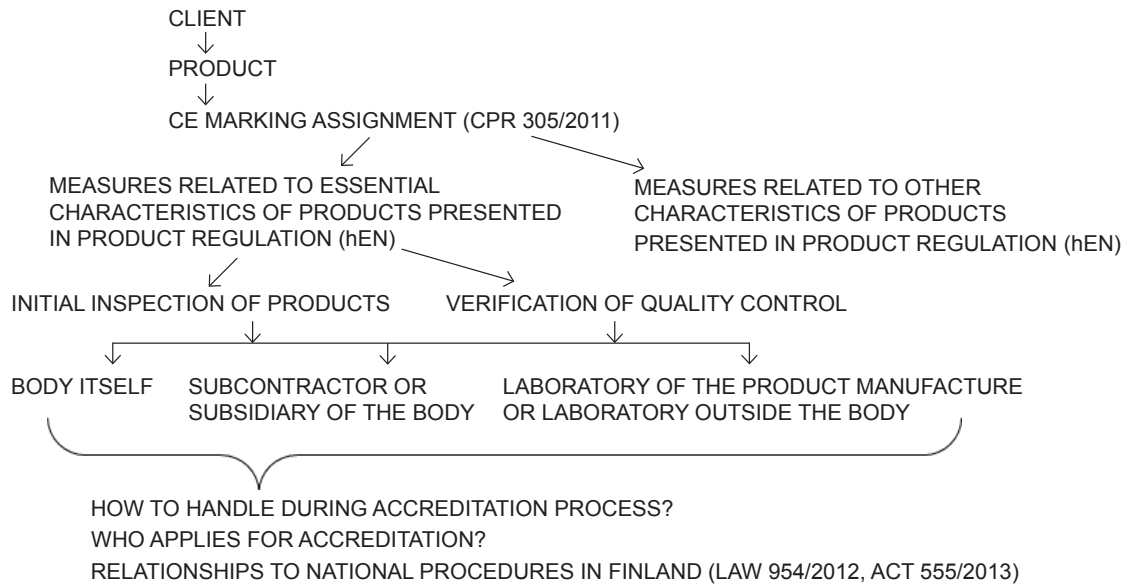 CLIENT
PRODUCT
CE MARKING ASSIGNMENT (CPR 305/2011)
MEASURES RELATED TO ESSENTIAL
CHARACTERISTICS OF PRODUCTS PRESENTED
IN PRODUCT REGULATION (hEN)
MEASURES RELATED TO OTHER
CHARACTERISTICS OF PRODUCTS
PRESENTED IN PRODUCT REGULATION (hEN)
INITIAL INSPECTION OF PRODUCTS
VERIFICATION OF QUALITY CONTROL
BODY ITSELF
SUBCONTRACTOR OR
SUBSIDIARY OF THE BODY
LABORATORY OF THE PRODUCT MANUFACTURE
OR LABORATORY OUTSIDE THE BODY
HOW TO HANDLE DURING ACCREDITATION PROCESS?
WHO APPLIES FOR ACCREDITATION?
RELATIONSHIPS TO NATIONAL PROCEDURES IN FINLAND (LAW 954/2012, ACT 555/2013)